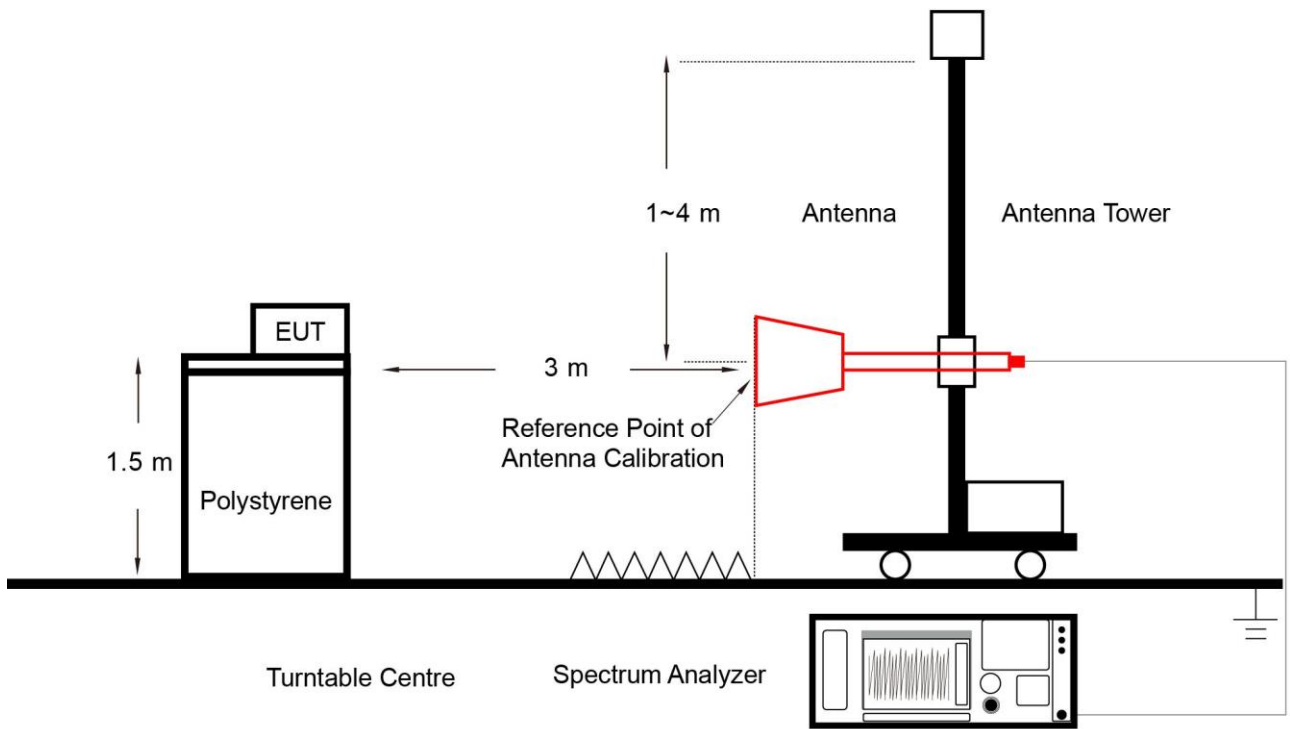 1~4 m
Antenna
Antenna Tower
EUT
3 m
Reference Point of
Antenna Calibration
1.5 m
Polystyrene
Turntable Centre
Spectrum Analyzer